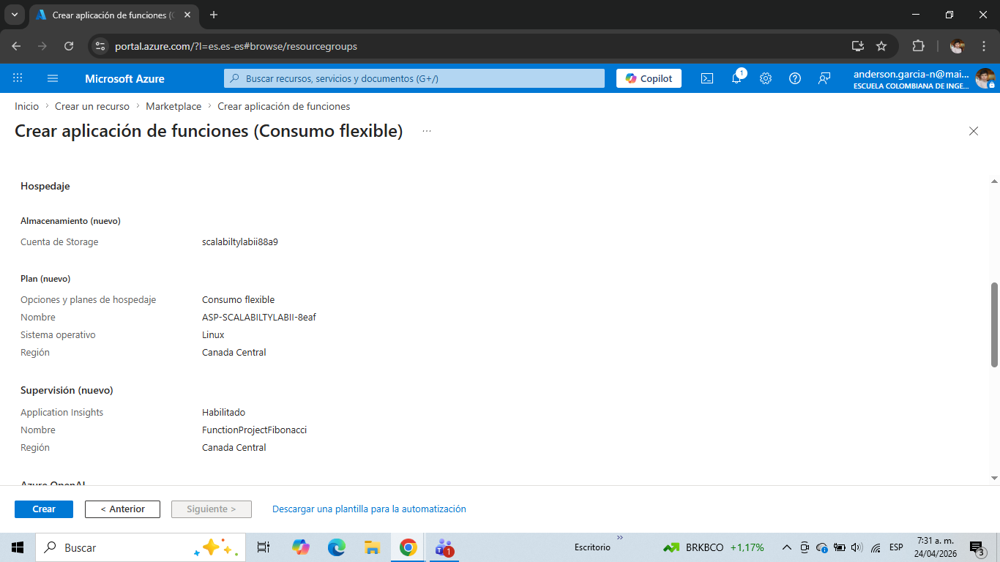 Crear aplicación de funciones (C
portal.azure.com/?l=es.es-es#browse/resourcegroups
Microsoft Azure
Buscar recursos, servicios y documentos (G+/)
Copilot
1
anderson.garcia-n@mai...
ESCUELA COLOMBIANA DE INGE...
Inicio > Crear un recurso > Marketplace > Crear aplicación de funciones
Crear aplicación de funciones (Consumo flexible) ...
Hospedaje
Almacenamiento (nuevo)
Cuenta de Storage scalabiltylabii88a9
Plan (nuevo)
Opciones y planes de hospedaje Consumo flexible
Nombre ASP-SCALABILTYLABII-8eaf
Sistema operativo Linux
Región Canada Central
Supervisión (nuevo)
Application Insights Habilitado
Nombre FunctionProjectFibonacci
Región Canada Central
Azure OpenAI
Crear
< Anterior
Siguiente >
Descargar una plantilla para la automatización
Buscar
1
Escritorio
»
BRKBCO +1,17%
ESP
7:31 a. m.
24/04/2026
3